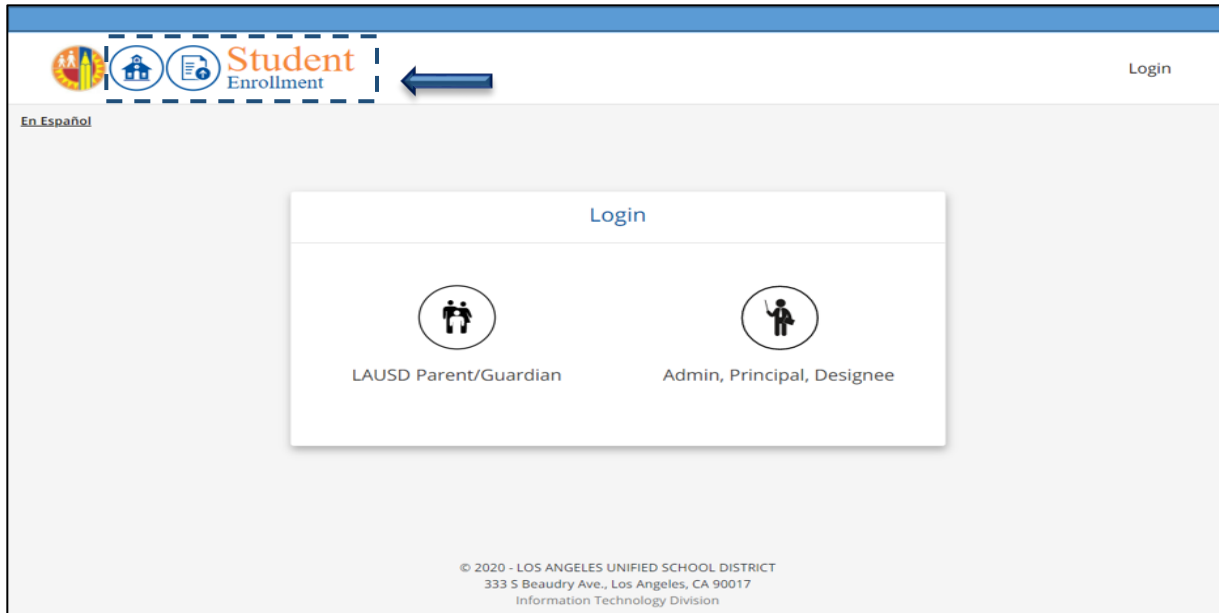 Student
Enrollment
Login
En Español
Login
LAUSD Parent/Guardian
Admin, Principal, Designee
© 2020 - LOS ANGELES UNIFIED SCHOOL DISTRICT
333 S Beaudry Ave., Los Angeles, CA 90017
Information Technology Division